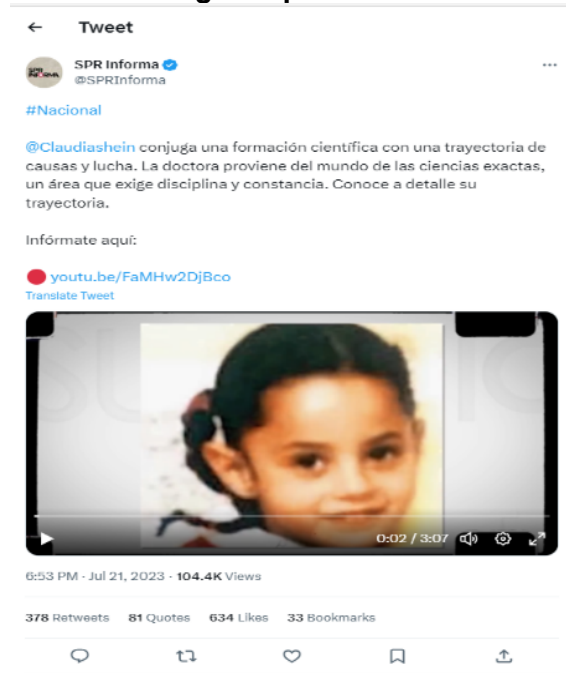 ← Tweet
SPR Informa
@SPRInforma
#Nacional
@Claudiashein conjuga una formación científica con una trayectoria de
causas y lucha. La doctora proviene del mundo de las ciencias exactas,
un área que exige disciplina y constancia. Conoce a detalle su
trayectoria.
Infórmate aquí:
youtu.be/FaMHw2DjBco
Translate Tweet
0:02 / 3:07
6:53 PM · Jul 21, 2023 · 104.4K Views
378 Retweets 81 Quotes 634 Likes 33 Bookmarks